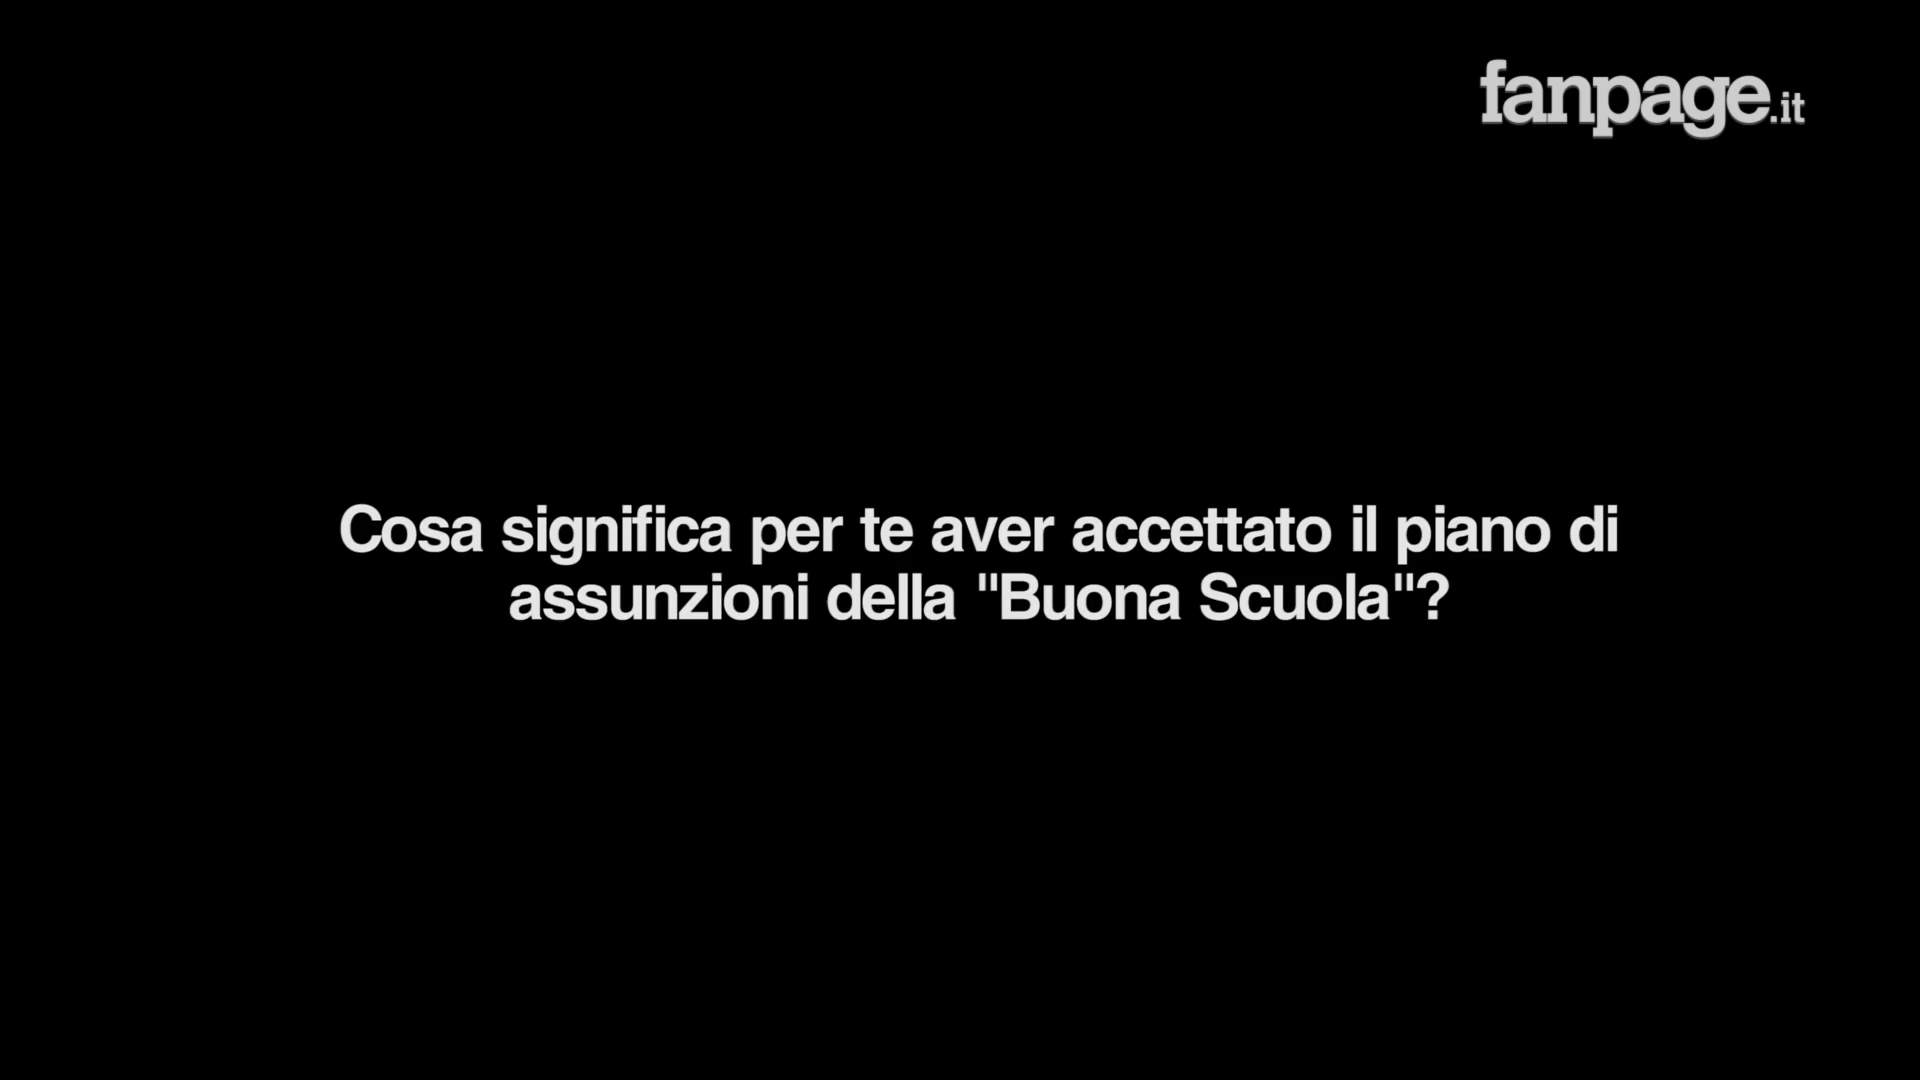 fanpage.it
Cosa significa per te aver accettato il piano di
assunzioni della "Buona Scuola"?